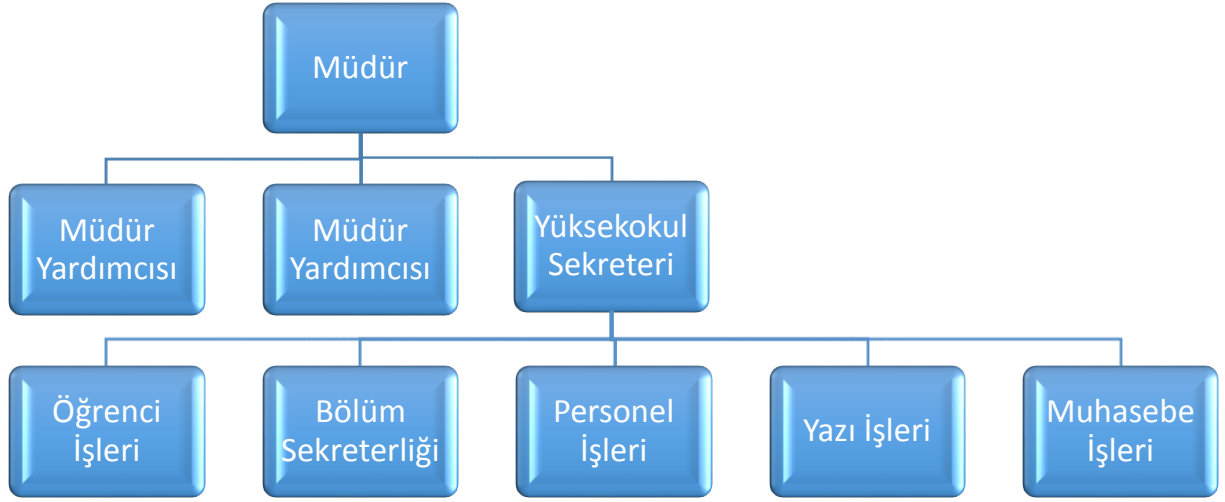 Müdür
Müdür
Yardımcısı
Müdür
Yardımcısı
Yüksekokul
Sekreteri
Öğrenci
İşleri
Bölüm
Sekreterliği
Personel
İşleri
Yazı İşleri
Muhasebe
İşleri